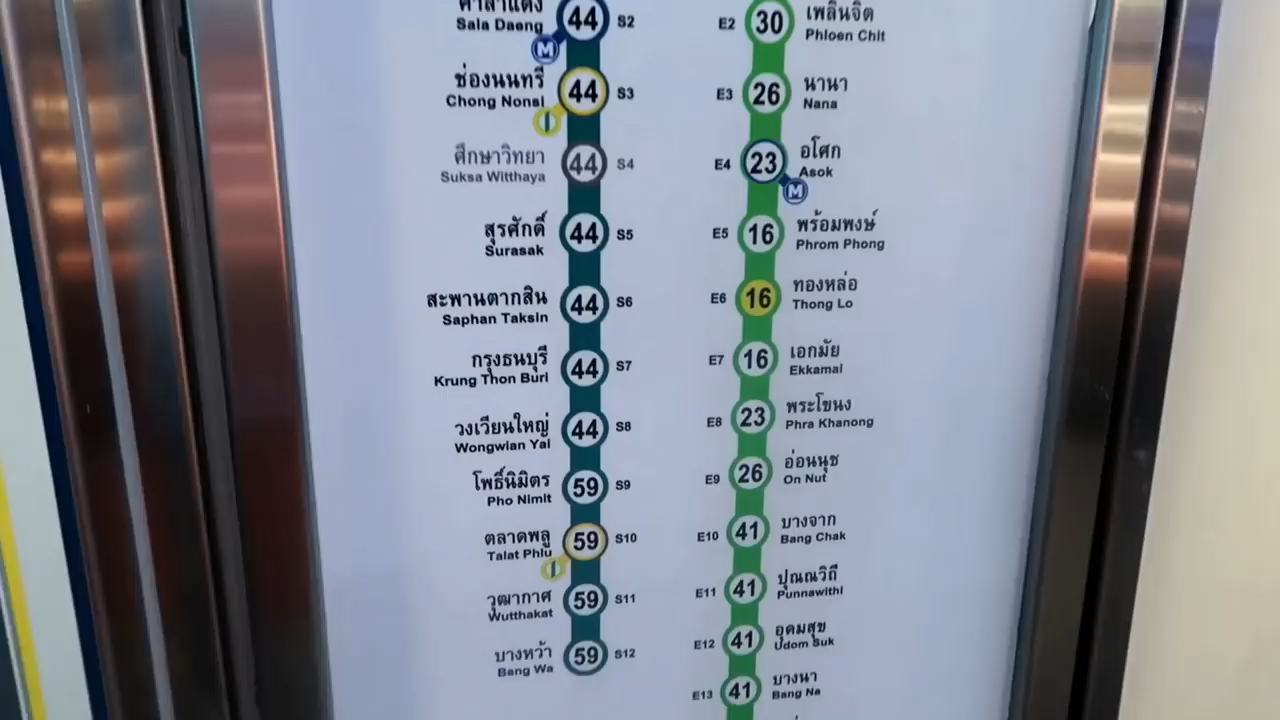 ศาลาแดง
Sala Daeng
44
S2
M
ช่องนนทรี
Chong Nonsi
44
S3
ศึกษาวิทยา
Suksa Witthaya
44
S4
สุรศักดิ์
Surasak
44
S5
สะพานตากสิน
Saphan Taksin
44
S6
กรุงธนบุรี
Krung Thon Buri
44
S7
วงเวียนใหญ่
Wongwian Yai
44
S8
โพธิ์นิมิตร
Pho Nimit
59
S9
ตลาดพลู
Talat Phlu
59
S10
วุฒากาศ
Wutthakat
59
S11
บางหว้า
Bang Wa
59
S12
E2
30
เพลินจิต
Phloen Chit
E3
26
นานา
Nana
E4
23
อโศก
Asok
M
E5
16
พร้อมพงษ์
Phrom Phong
E6
16
ทองหล่อ
Thong Lo
E7
16
เอกมัย
Ekkamai
E8
23
พระโขนง
Phra Khanong
E9
26
อ่อนนุช
On Nut
E10
41
บางจาก
Bang Chak
E11
41
ปุณณวิถี
Punnawithi
E12
41
อุดมสุข
Udom Suk
E13
41
บางนา
Bang Na